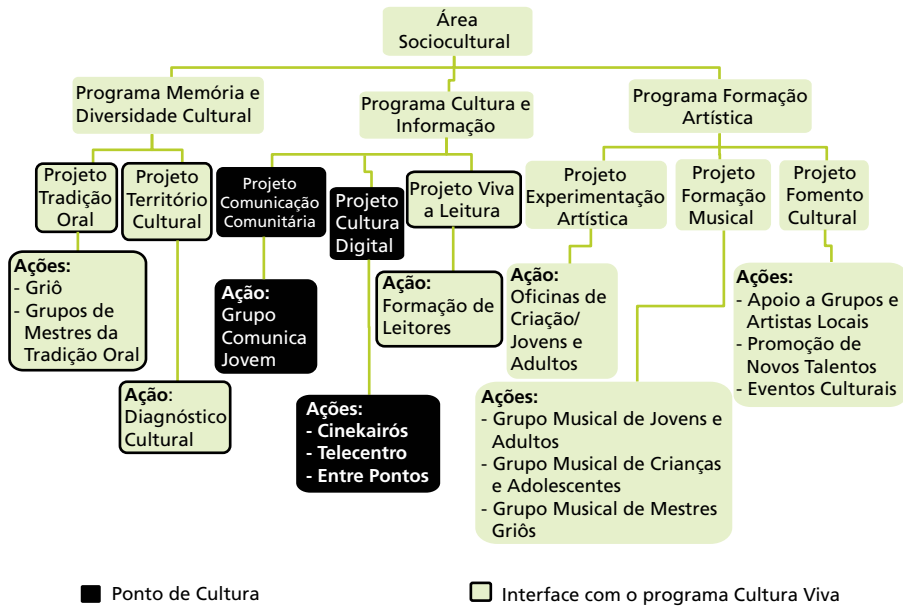 Área
Sociocultural
Programa Memória e
Diversidade Cultural
Programa Cultura e
Informação
Programa Formação
Artística
Projeto
Tradição
Oral
Projeto
Território
Cultural
Projeto
Comunicação
Comunitária
Projeto
Cultura
Digital
Projeto Viva
a Leitura
Projeto
Experimentação
Artística
Projeto
Formação
Musical
Projeto
Fomento
Cultural
Ações:
- Griô
- Grupos de
Mestres da
Tradição Oral
Ação:
Diagnóstico
Cultural
Ação:
Grupo
Comunica
Jovem
Ações:
- Cinekairós
- Telecentro
- Entre Pontos
Ação:
Formação de
Leitores
Ação:
Oficinas de
Criação/
Jovens e
Adultos
Ações:
- Grupo Musical de Jovens e
Adultos
- Grupo Musical de Crianças
e Adolescentes
- Grupo Musical de Mestres
Griôs
Ações:
- Apoio a Grupos e
Artistas Locais
- Promoção de
Novos Talentos
- Eventos Culturais
Ponto de Cultura
Interface com o programa Cultura Viva